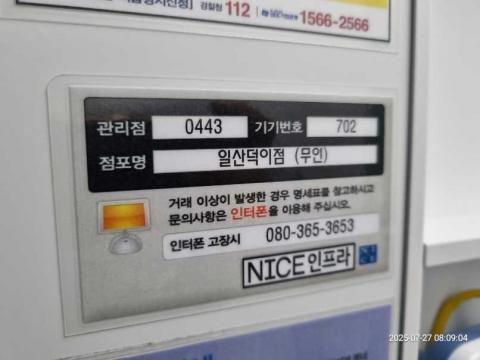 경찰청 112 1566-2566
관리점 0443 기기번호 702
점포명 일산덕이점 (무인)
거래 이상이 발생한 경우 명세표를 참고하시고
문의사항은 인터폰을 이용해 주십시오.
인터폰 고장시 080-365-3653
NICE인프라
2025-07-27 08:09:04